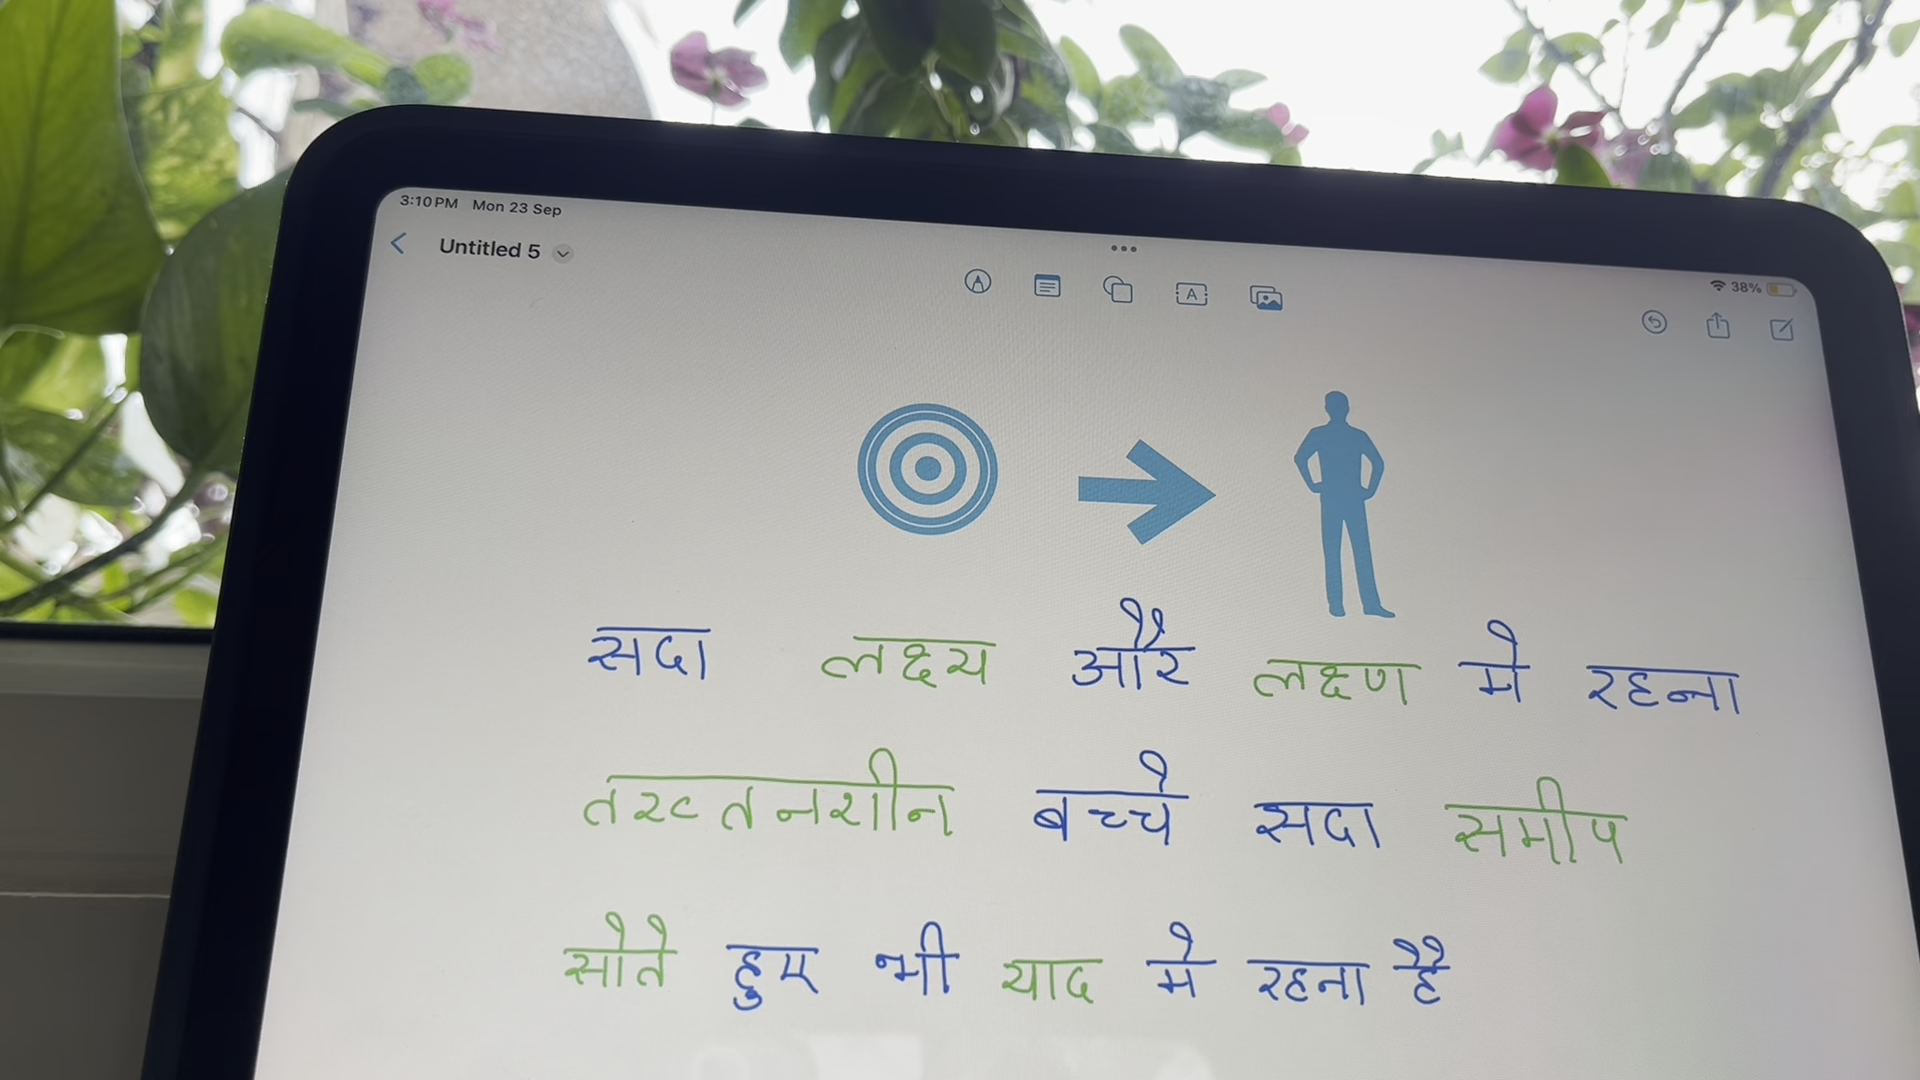 3:10 PM Mon 23 Sep
38%
Untitled 5
सदा लक्ष्य और लक्षण मे रहना
तख्तनशीन बच्चे सदा समीप
सोते हुए भी याद मे रहना है